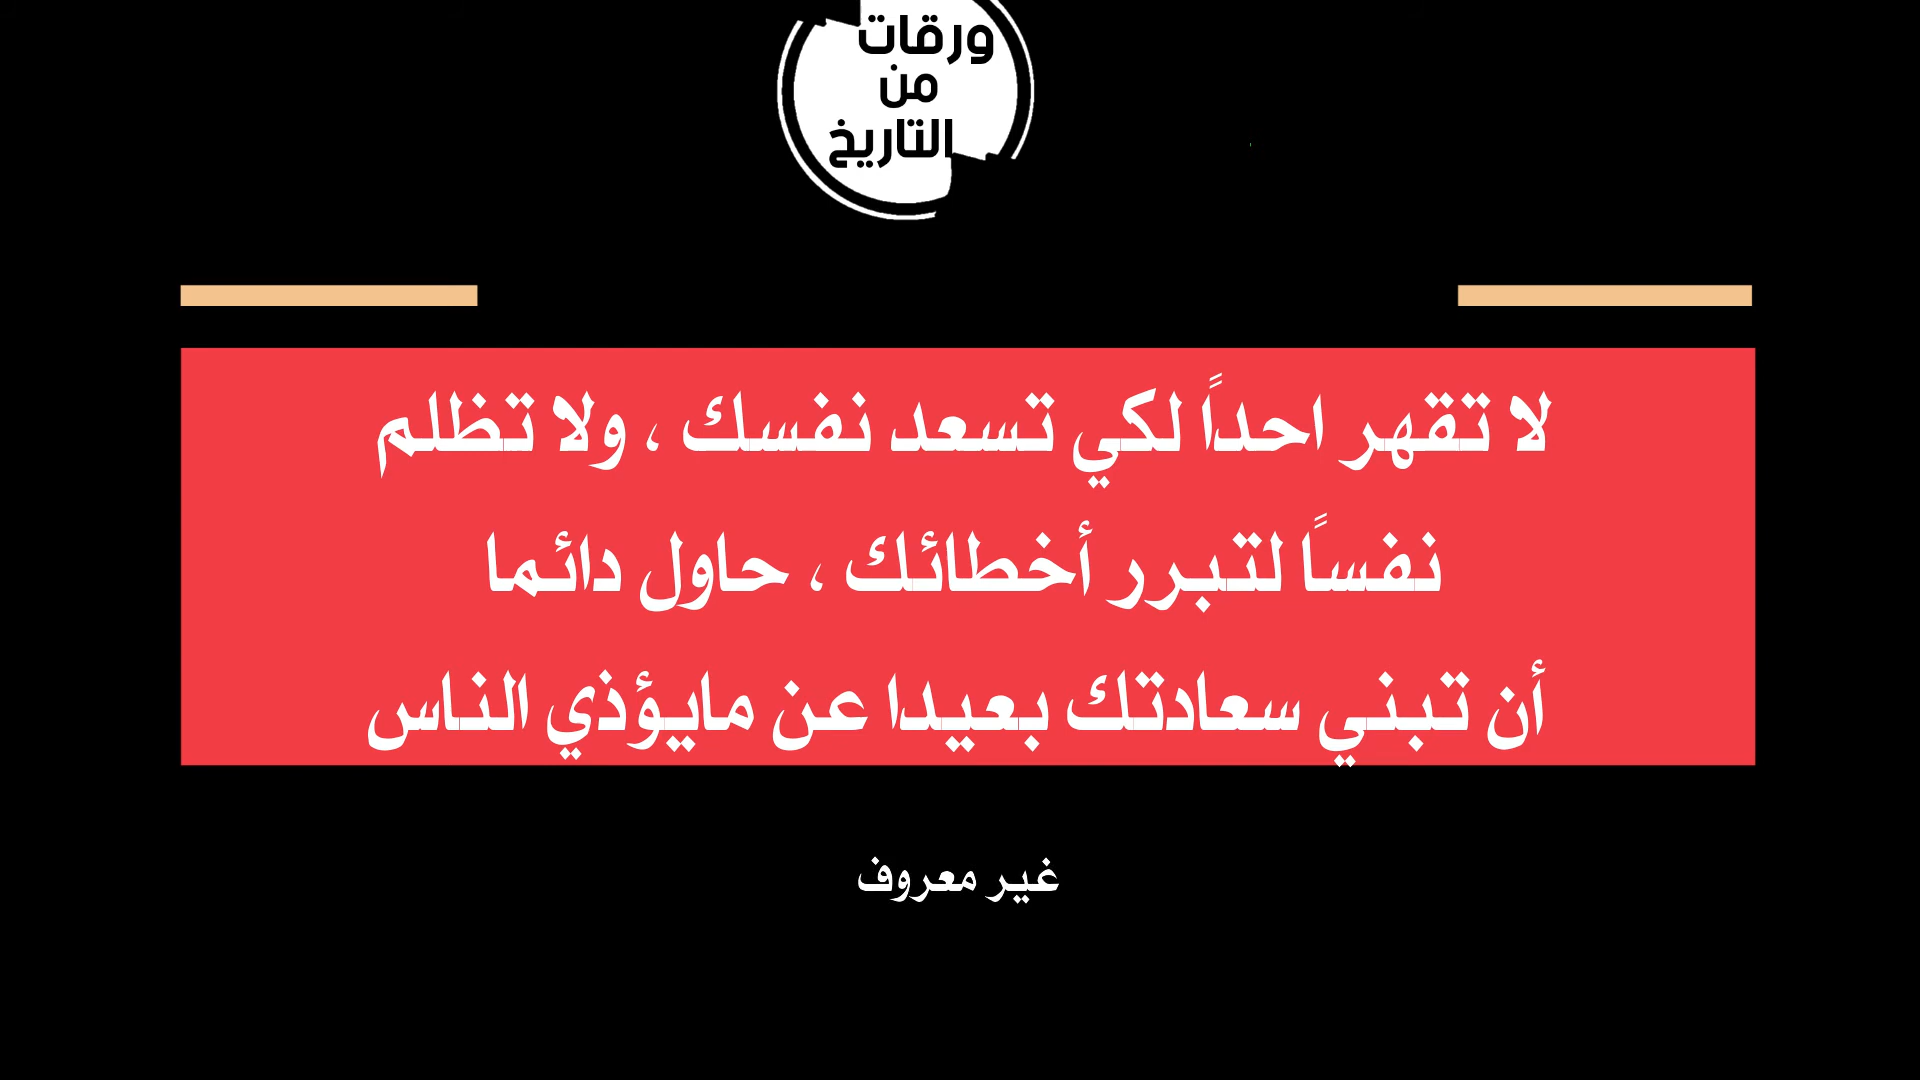 ورقات
من
التاريخ
لا تقهر احداً لكي تسعد نفسك ، ولا تظلم
نفساً لتبرر أخطائك ، حاول دائما
أن تبني سعادتك بعيدا عن مايؤذي الناس
غير معروف